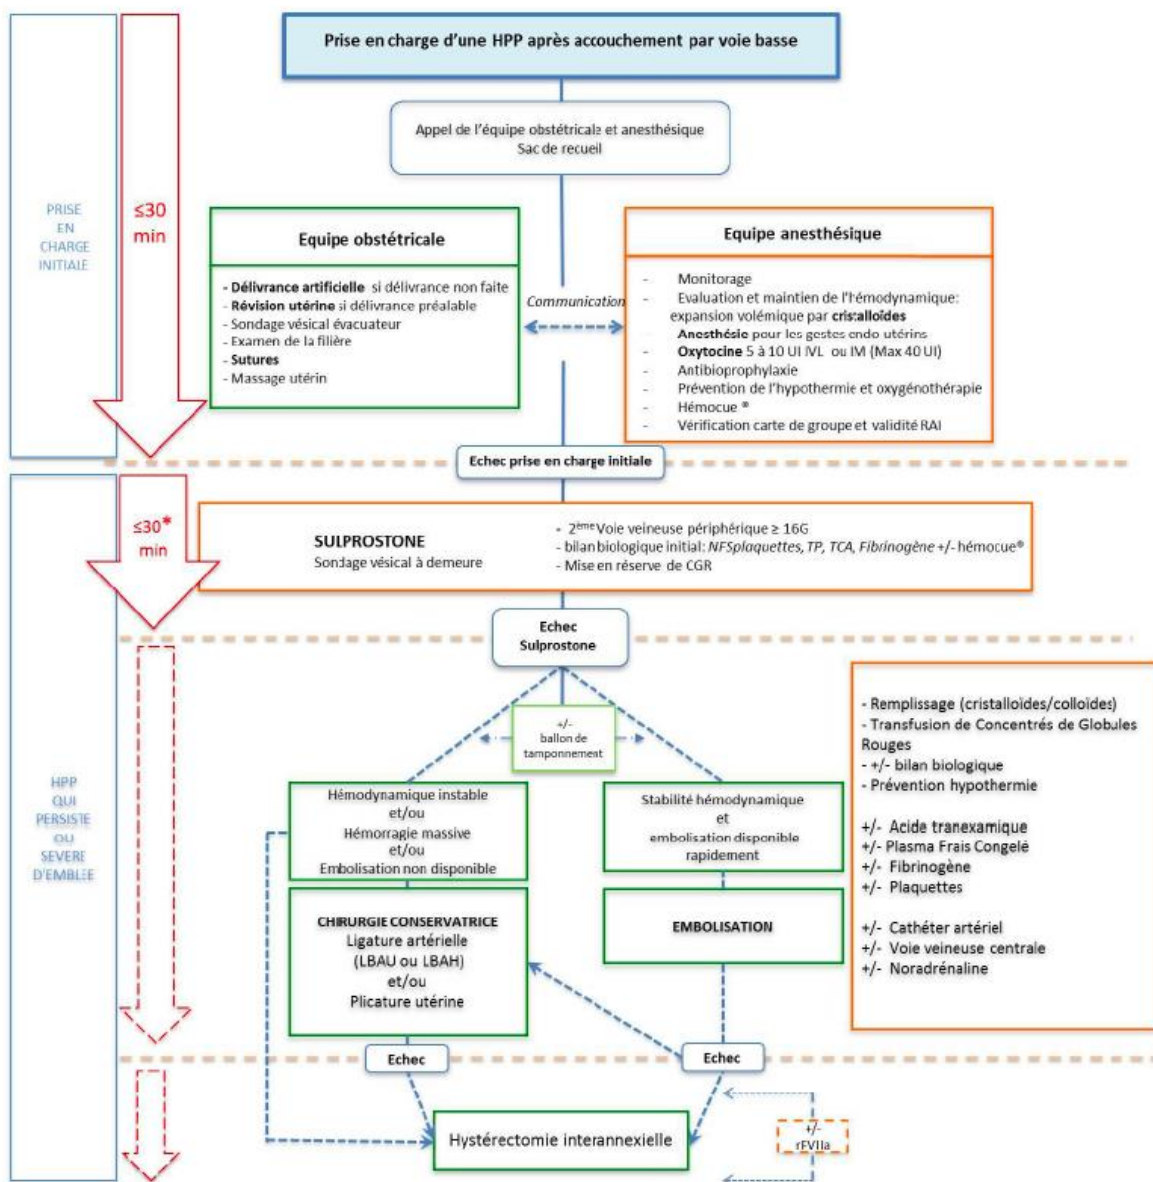 Prise en charge d'une HPP après accouchement par voie basse
Appel de l'équipe obstétricale et anesthésique
Sac de recueil
PRISE
EN
CHARGE
INITIALE
≤30
min
Equipe obstétricale
- Délivrance artificielle si délivrance non faite
- Révision utérine si délivrance préalable
- Sondage vésical évacuateur
- Examen de la filière
- Sutures
- Massage utérin
Communication
Equipe anesthésique
- Monitorage
- Evaluation et maintien de l'hémodynamique:
expansion volémique par cristalloïdes
- Anesthésie pour les gestes endo utérins
- Oxytocine 5 à 10 UI IVL ou IM (Max 40 UI)
- Antibioprophylaxie
- Prévention de l'hypothermie et oxygénothérapie
- Hémocue ®
- Vérification carte de groupe et validité RAI
Echec prise en charge initiale
≤30*
min
SULPROSTONE
Sondage vésical à demeure
- 2ème Voie veineuse périphérique ≥ 16G
- bilan biologique initial: NFSplaquettes, TP, TCA, Fibrinogène +/- hémocue®
- Mise en réserve de CGR
Echec
Sulprostone
+/-
ballon de
tamponnement
HPP
QUI
PERSISTE
OU
SEVERE
D'EMBLEE
Hémodynamique instable
et/ou
Hémorragie massive
et/ou
Embolisation non disponible
Stabilité hémodynamique
et
embolisation disponible
rapidement
CHIRURGIE CONSERVATRICE
Ligature artérielle
(LBAU ou LBAH)
et/ou
Plicature utérine
EMBOLISATION
- Remplissage (cristalloïdes/colloïdes)
- Transfusion de Concentrés de Globules
Rouges
- +/- bilan biologique
- Prévention hypothermie
+/- Acide tranexamique
+/- Plasma Frais Congelé
+/- Fibrinogène
+/- Plaquettes
+/- Cathéter artériel
+/- Voie veineuse centrale
+/- Noradrénaline
Echec
Echec
Hystérectomie interannexielle
+/-
rFVIIa